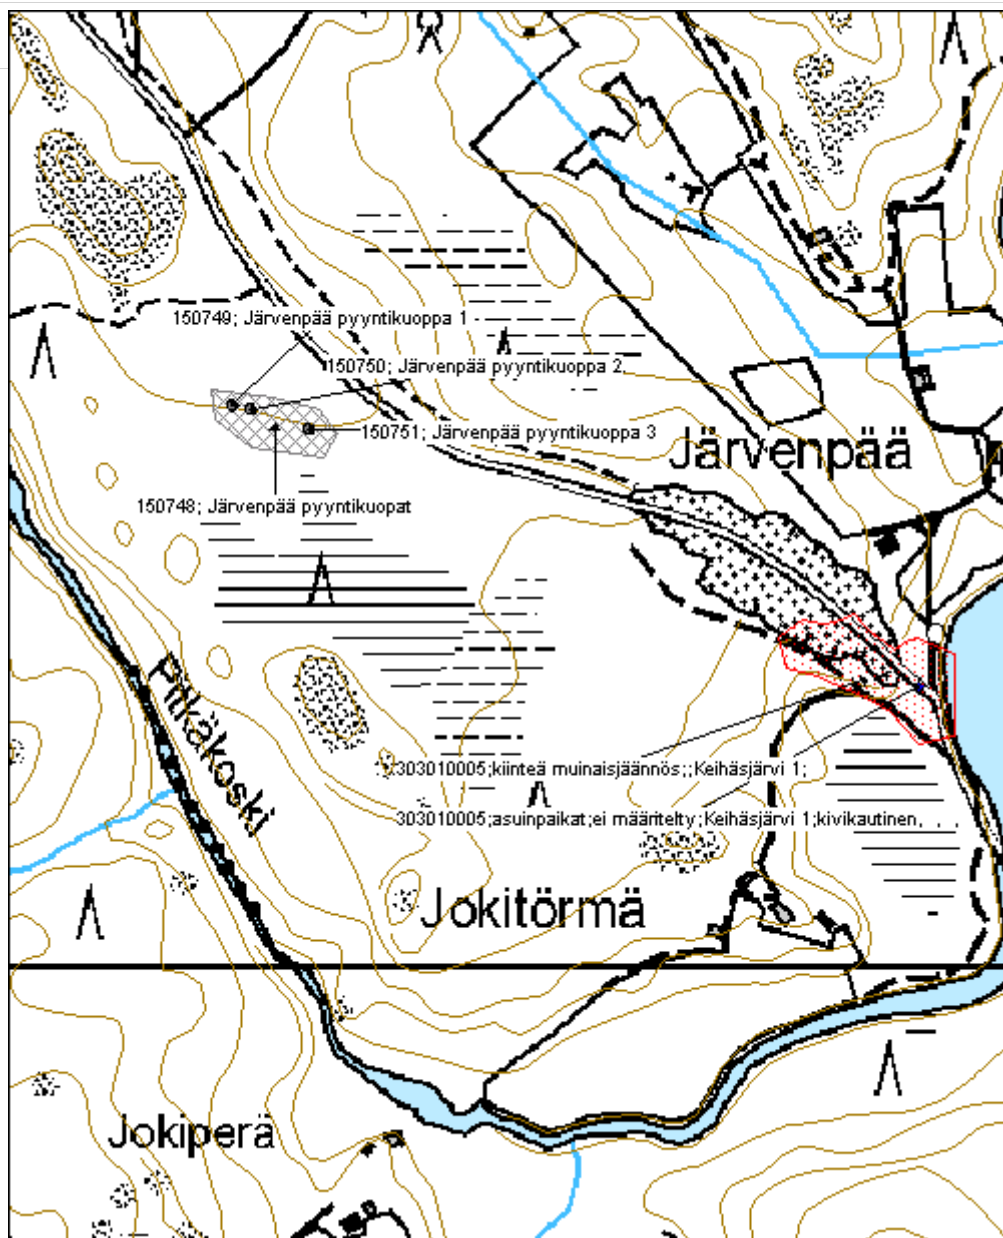 150749; Järvenpää pyyntikuoppa 1
150750; Järvenpää pyyntikuoppa 2
150751; Järvenpää pyyntikuoppa 3
Järvenpää
150748; Järvenpää pyyntikuopat
Pitkäkoski
303010005;kiinteä muinaisjäännös;;Keihäsjärvi 1;
303010005;asuinpaikat;ei määritelty;Keihäsjärvi 1;kivikautinen, , , ,
Jokitörmä
Jokiperä